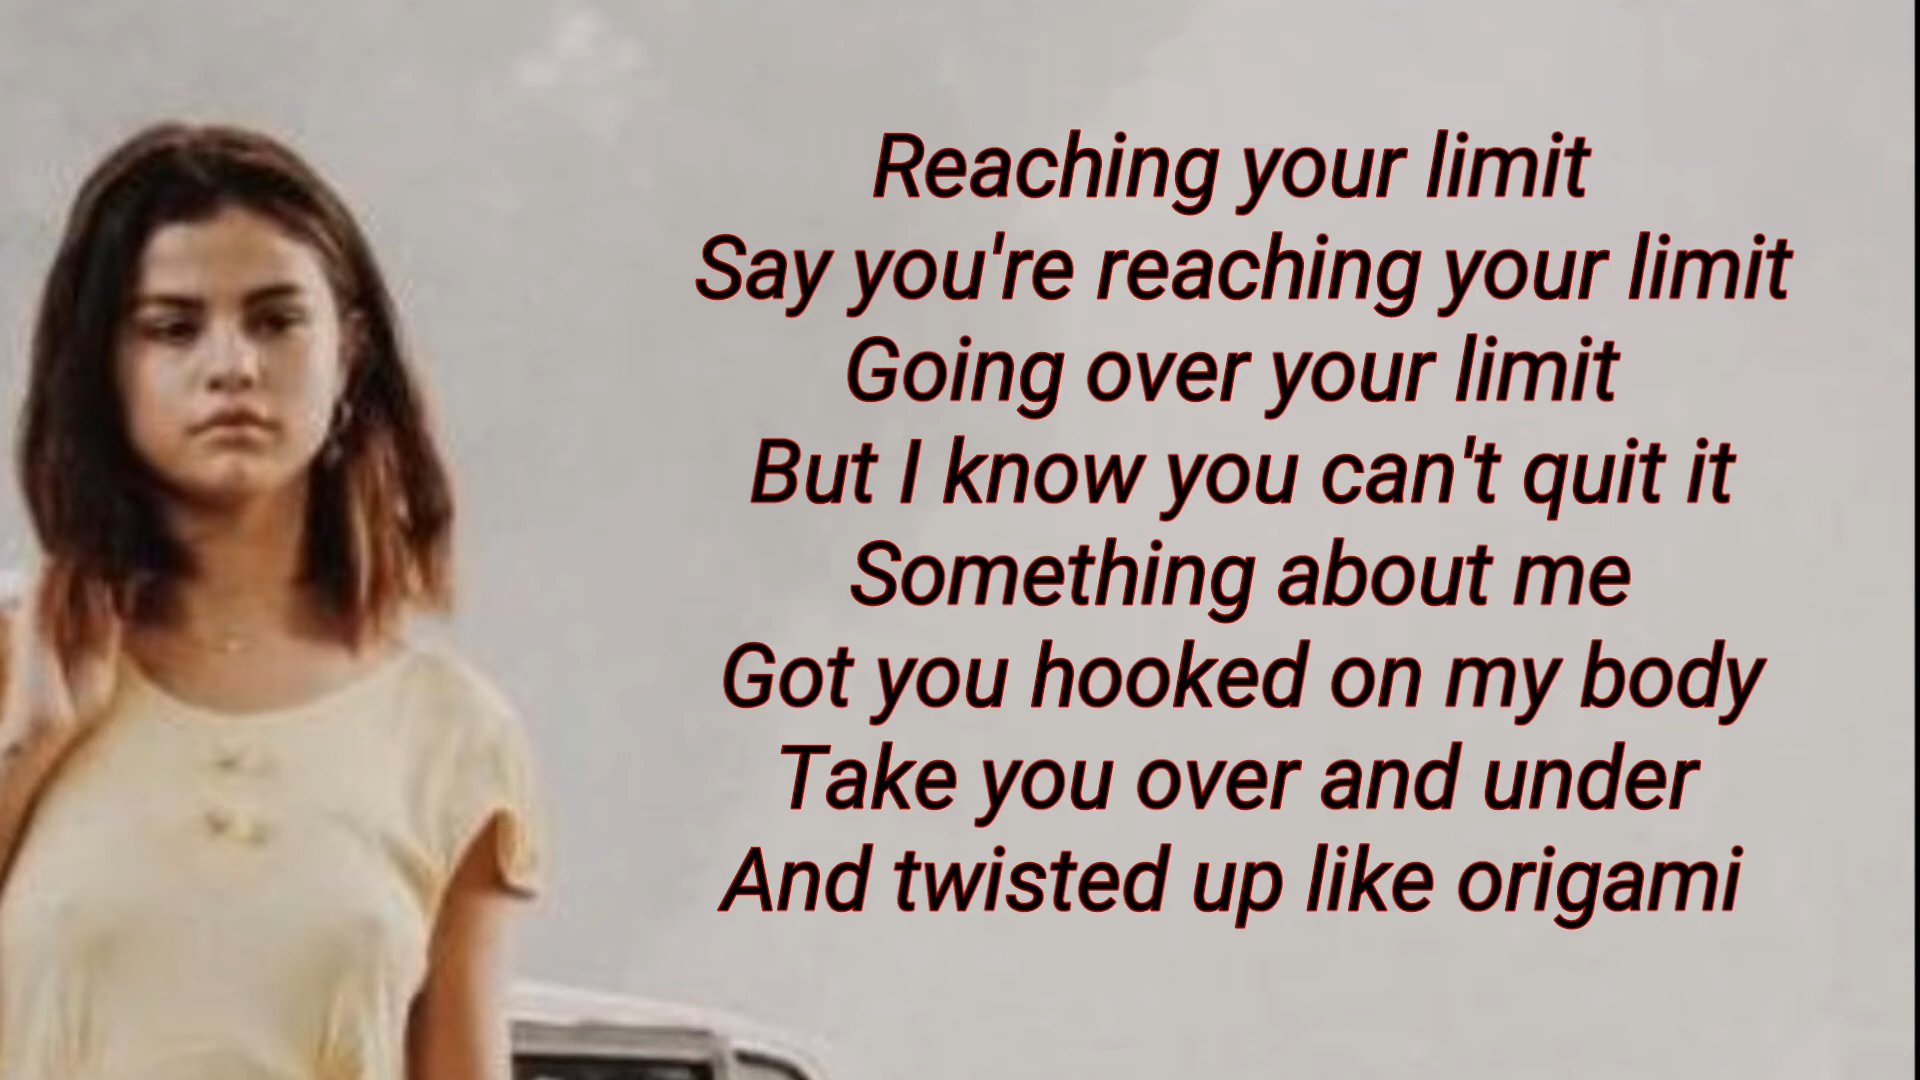 Reaching your limit
Say you're reaching your limit
Going over your limit
But I know you can't quit it
Something about me
Got you hooked on my body
Take you over and under
And twisted up like origami